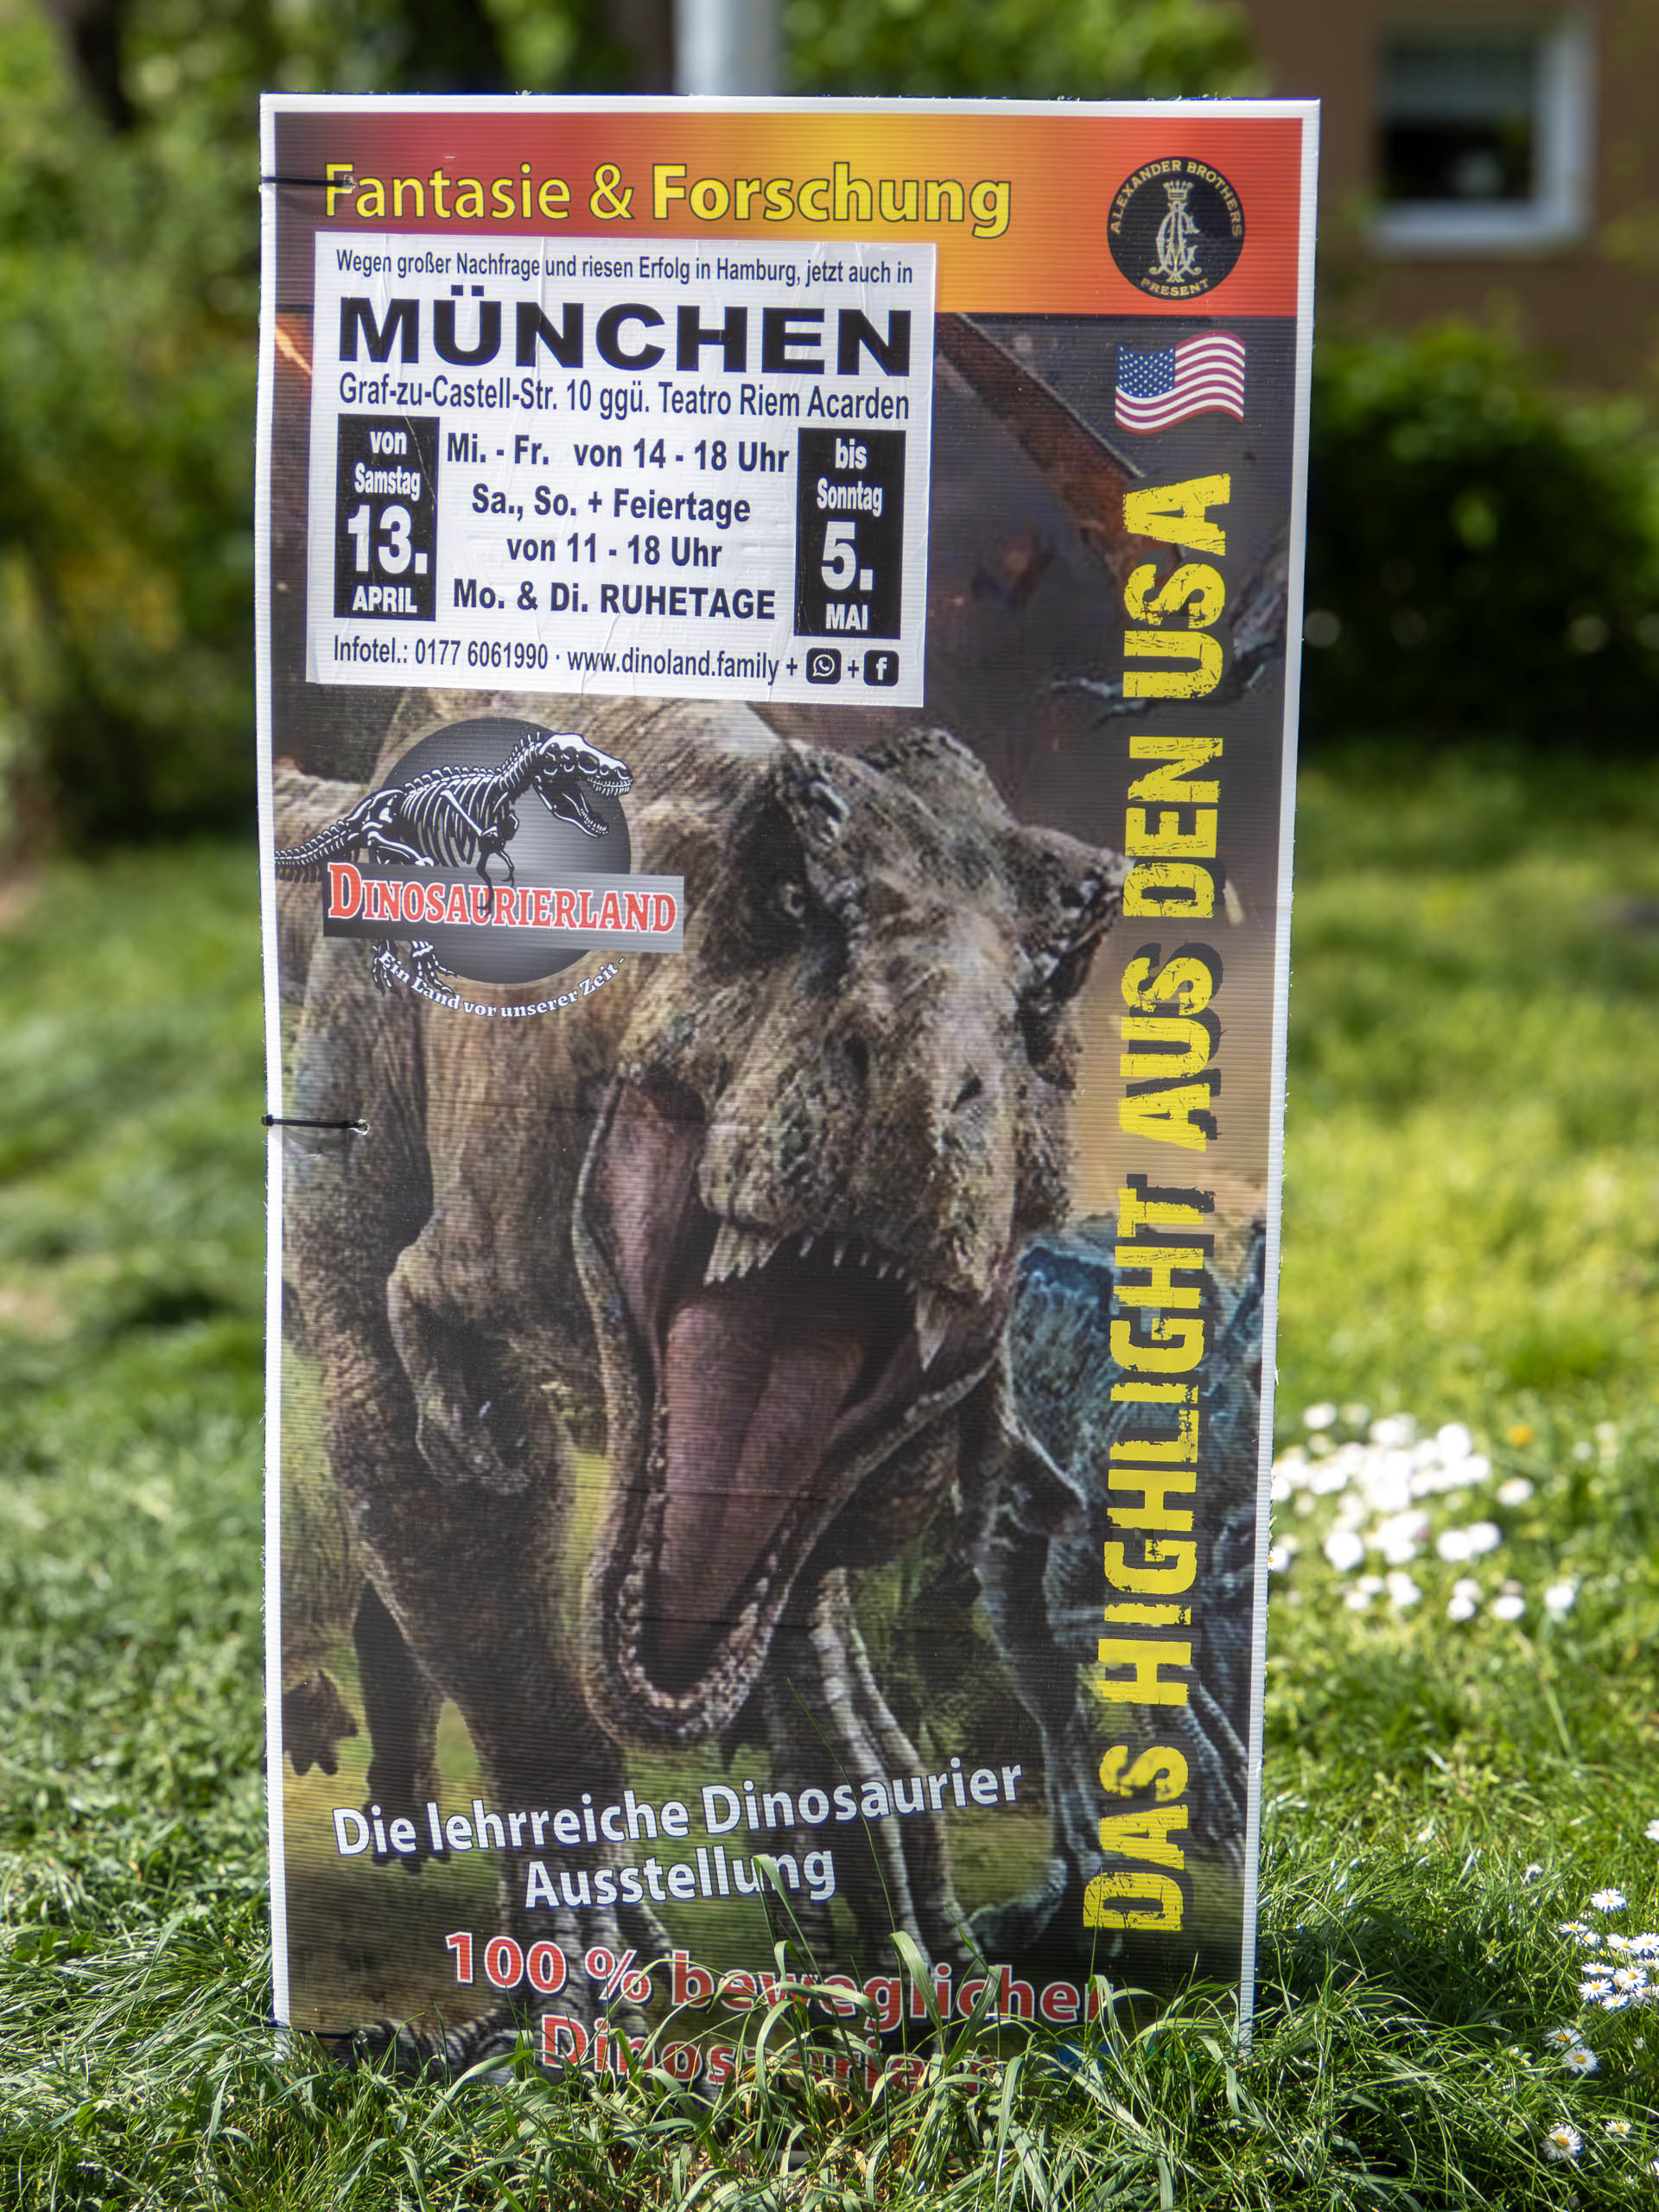 Fantasie & Forschung
ALEXANDER BROTHERS
PRESENT
Wegen großer Nachfrage und riesen Erfolg in Hamburg, jetzt auch in
MÜNCHEN
Graf-zu-Castell-Str. 10 ggü. Teatro Riem Acarden
von
Samstag
13.
APRIL
Mi. - Fr. von 14 - 18 Uhr
Sa., So. + Feiertage
von 11 - 18 Uhr
Mo. & Di. RUHETAGE
bis
Sonntag
5.
MAI
Infotel.: 0177 6061990 · www.dinoland.family + + f
DINOSAURIERLAND
Ein Land vor unserer Zeit -
DAS HIGHLIGHT AUS DEN USA
Die lehrreiche Dinosaurier
Ausstellung
100 % beweglichen